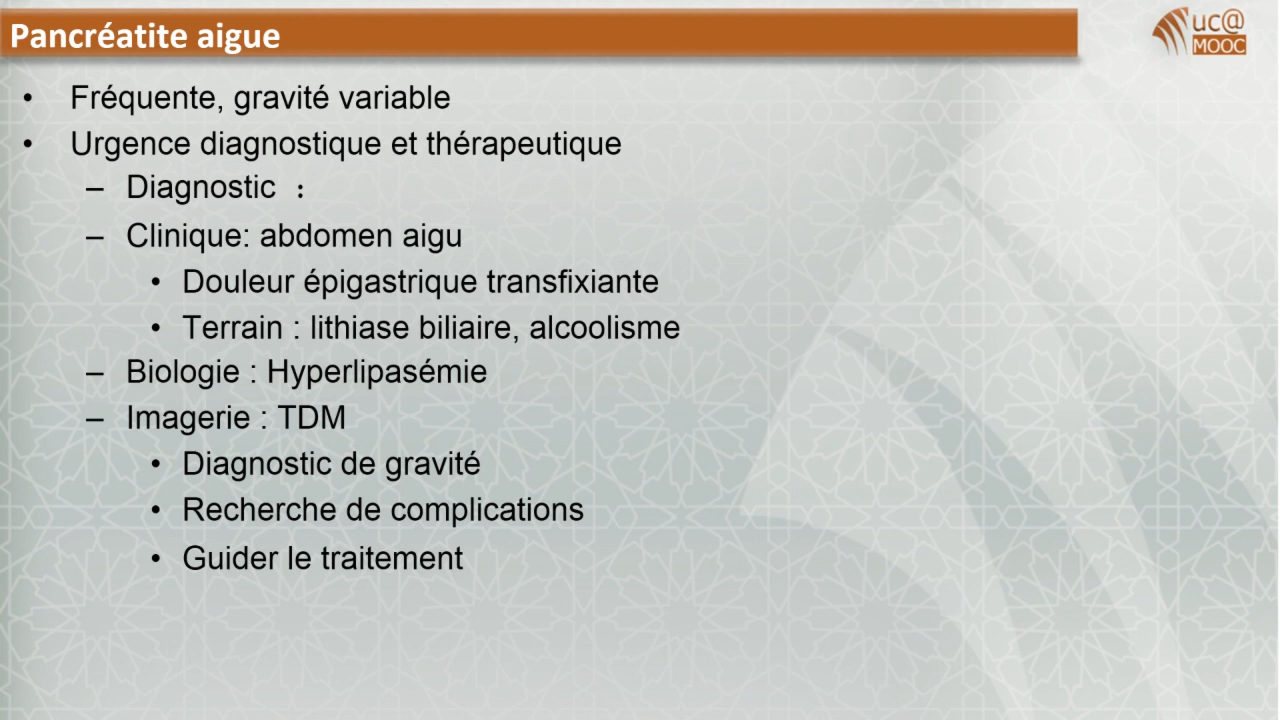 Pancréatite aigue
uc@
MOOC
• Fréquente, gravité variable
• Urgence diagnostique et thérapeutique
– Diagnostic :
– Clinique: abdomen aigu
• Douleur épigastrique transfixiante
• Terrain : lithiase biliaire, alcoolisme
– Biologie : Hyperlipasémie
– Imagerie : TDM
• Diagnostic de gravité
• Recherche de complications
• Guider le traitement